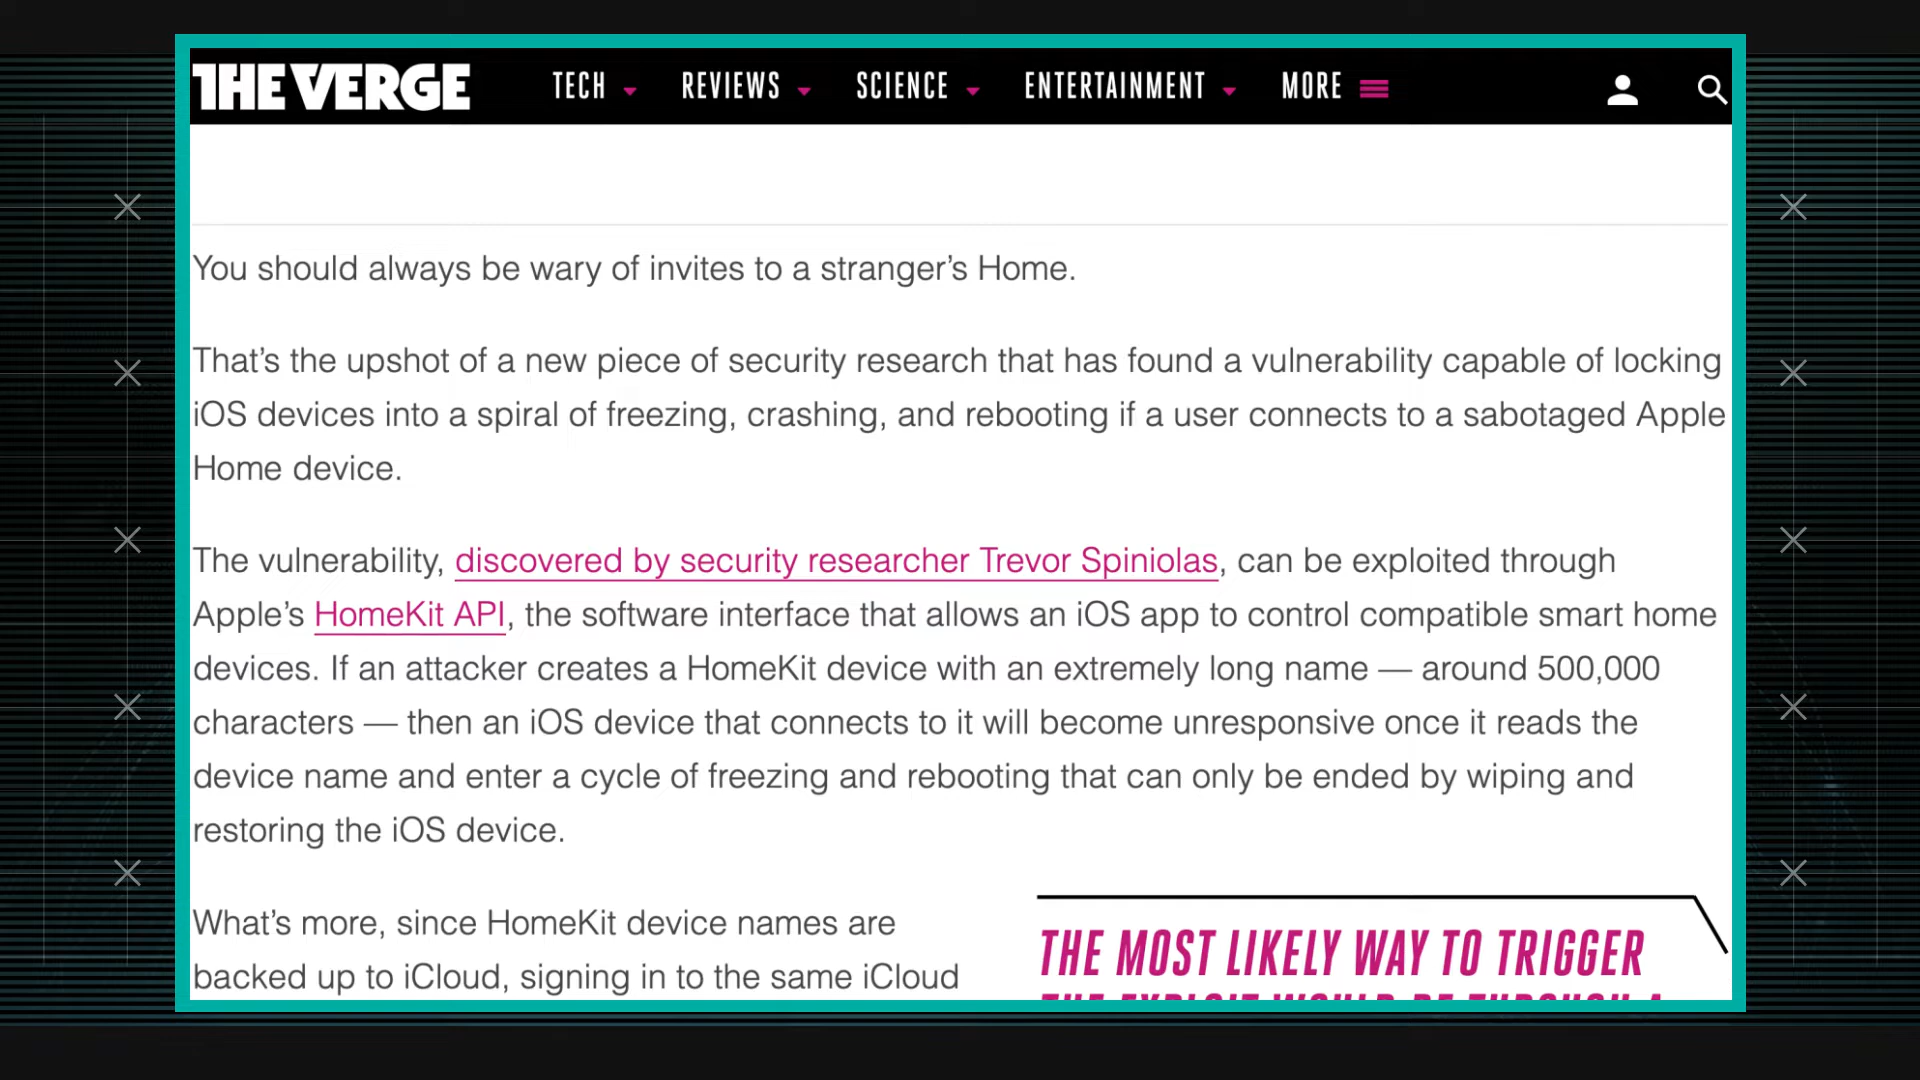 THE VERGE
TECH REVIEWS SCIENCE ENTERTAINMENT MORE
You should always be wary of invites to a stranger’s Home.
That’s the upshot of a new piece of security research that has found a vulnerability capable of locking
iOS devices into a spiral of freezing, crashing, and rebooting if a user connects to a sabotaged Apple
Home device.
The vulnerability, discovered by security researcher Trevor Spiniolas, can be exploited through
Apple’s HomeKit API, the software interface that allows an iOS app to control compatible smart home
devices. If an attacker creates a HomeKit device with an extremely long name — around 500,000
characters — then an iOS device that connects to it will become unresponsive once it reads the
device name and enter a cycle of freezing and rebooting that can only be ended by wiping and
restoring the iOS device.
What’s more, since HomeKit device names are
backed up to iCloud, signing in to the same iCloud
THE MOST LIKELY WAY TO TRIGGER